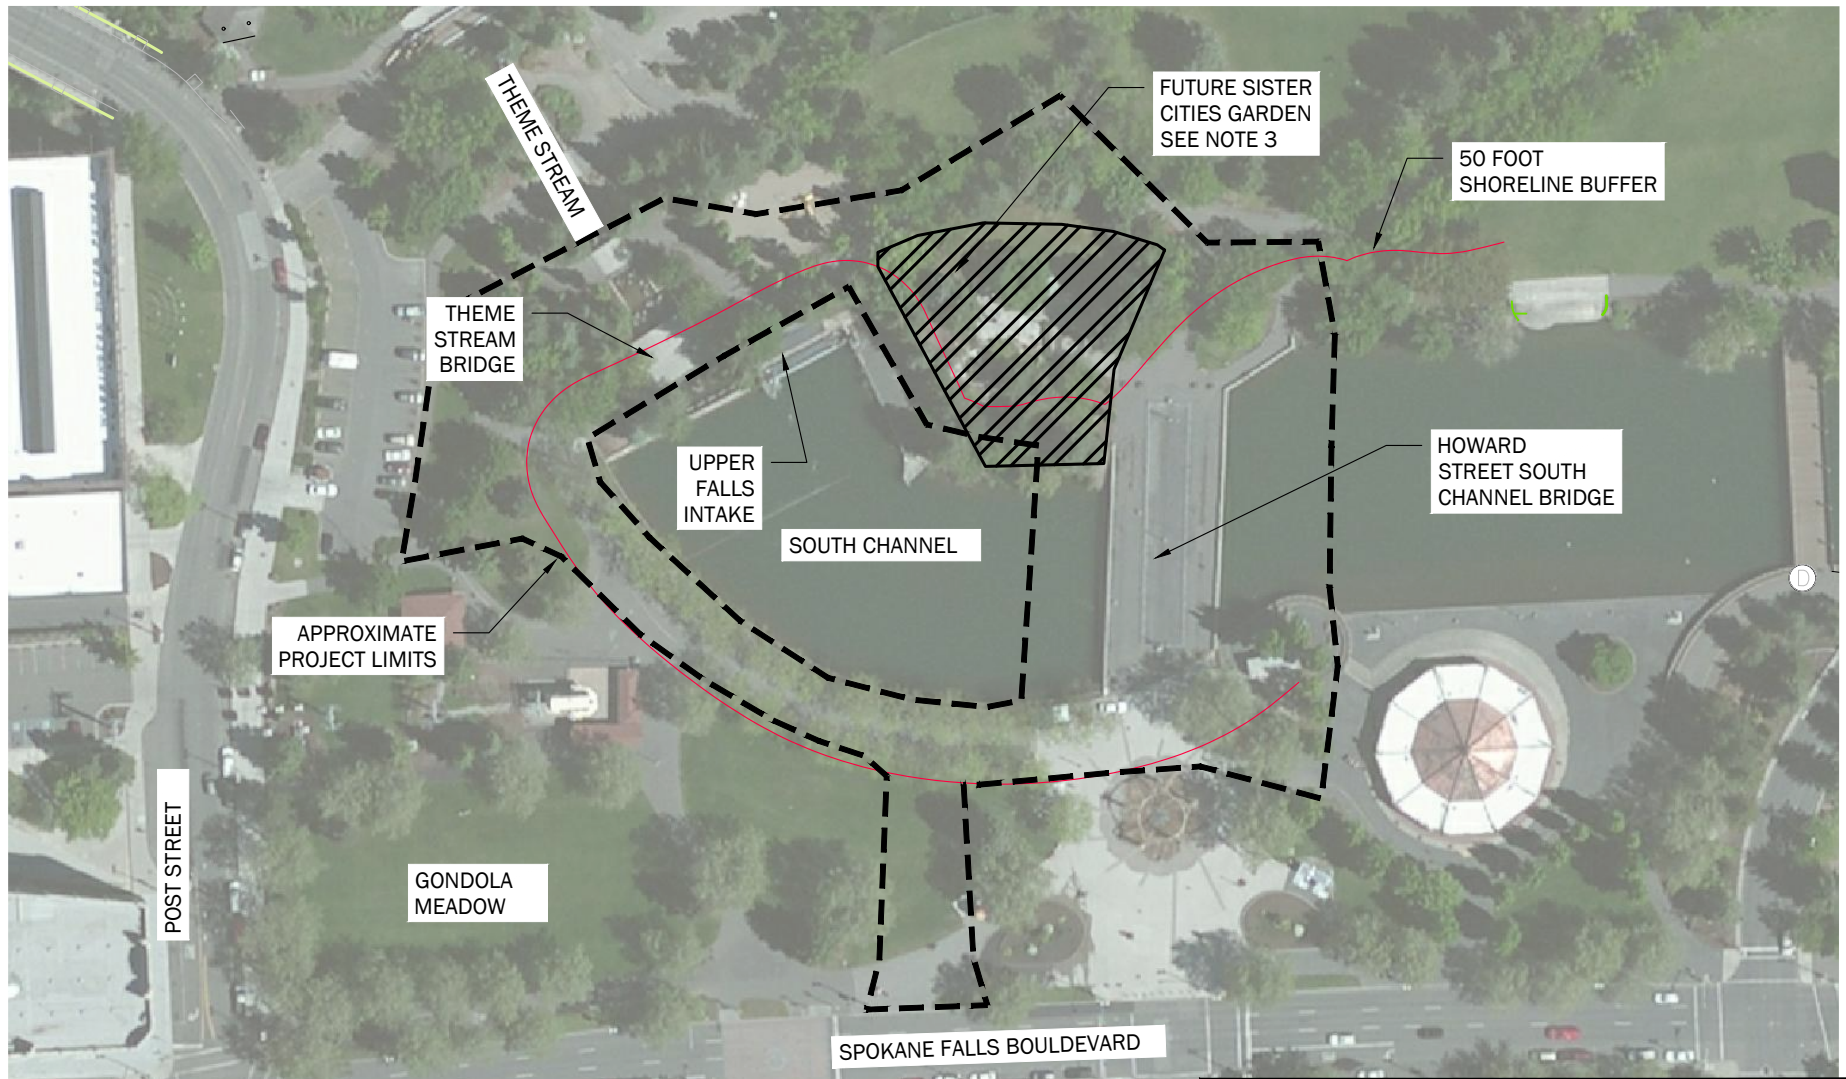 THEME STREAM
FUTURE SISTER
CITIES GARDEN
SEE NOTE 3
50 FOOT
SHORELINE BUFFER
THEME
STREAM
BRIDGE
UPPER
FALLS
INTAKE
SOUTH CHANNEL
HOWARD
STREET SOUTH
CHANNEL BRIDGE
D
APPROXIMATE
PROJECT LIMITS
POST STREET
GONDOLA
MEADOW
SPOKANE FALLS BOULDEVARD